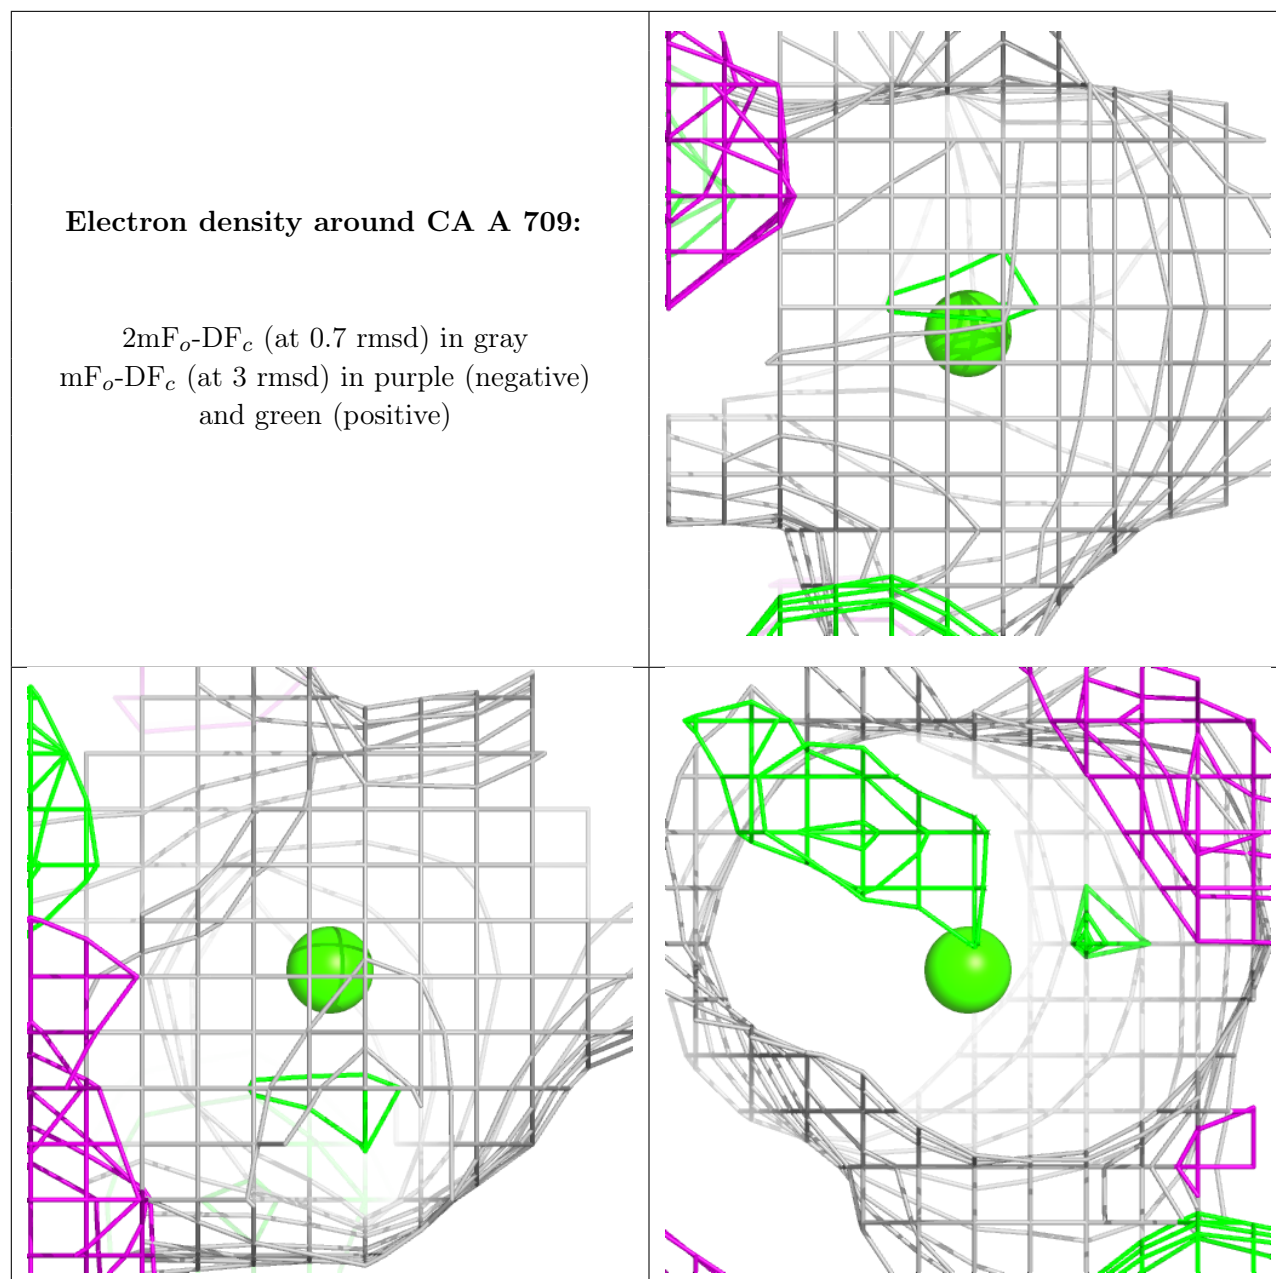 Electron density around CA A 709:
2mFₒ-DF𝑐 (at 0.7 rmsd) in gray
mFₒ-DF𝑐 (at 3 rmsd) in purple (negative)
and green (positive)